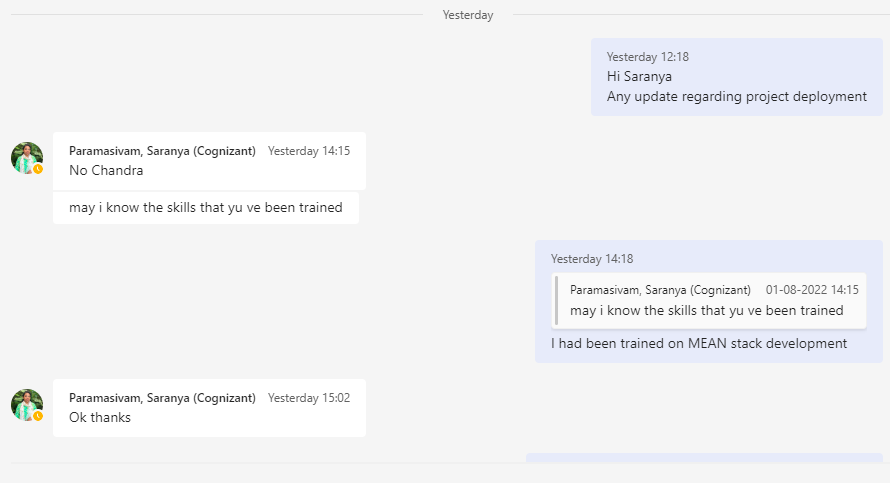 Yesterday
Yesterday 12:18
Hi Saranya
Any update regarding project deployment
Paramasivam, Saranya (Cognizant) Yesterday 14:15
No Chandra
may i know the skills that yu ve been trained
Yesterday 14:18
Paramasivam, Saranya (Cognizant) 01-08-2022 14:15
may i know the skills that yu ve been trained
I had been trained on MEAN stack development
Paramasivam, Saranya (Cognizant) Yesterday 15:02
Ok thanks